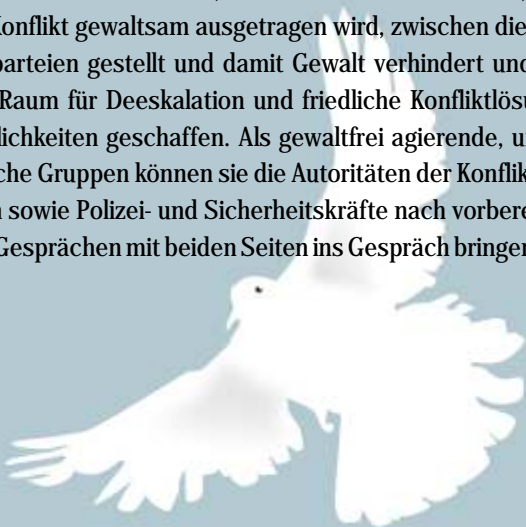 Konflikt gewaltsam ausgetragen wird, zwischen die
parteien gestellt und damit Gewalt verhindert und
Raum für Deeskalation und friedliche Konfliktlösu
lichkeiten geschaffen. Als gewaltfrei agierende, u
che Gruppen können sie die Autoritäten der Konflik
n sowie Polizei- und Sicherheitskräfte nach vorbere
Gesprächen mit beiden Seiten ins Gespräch bringen